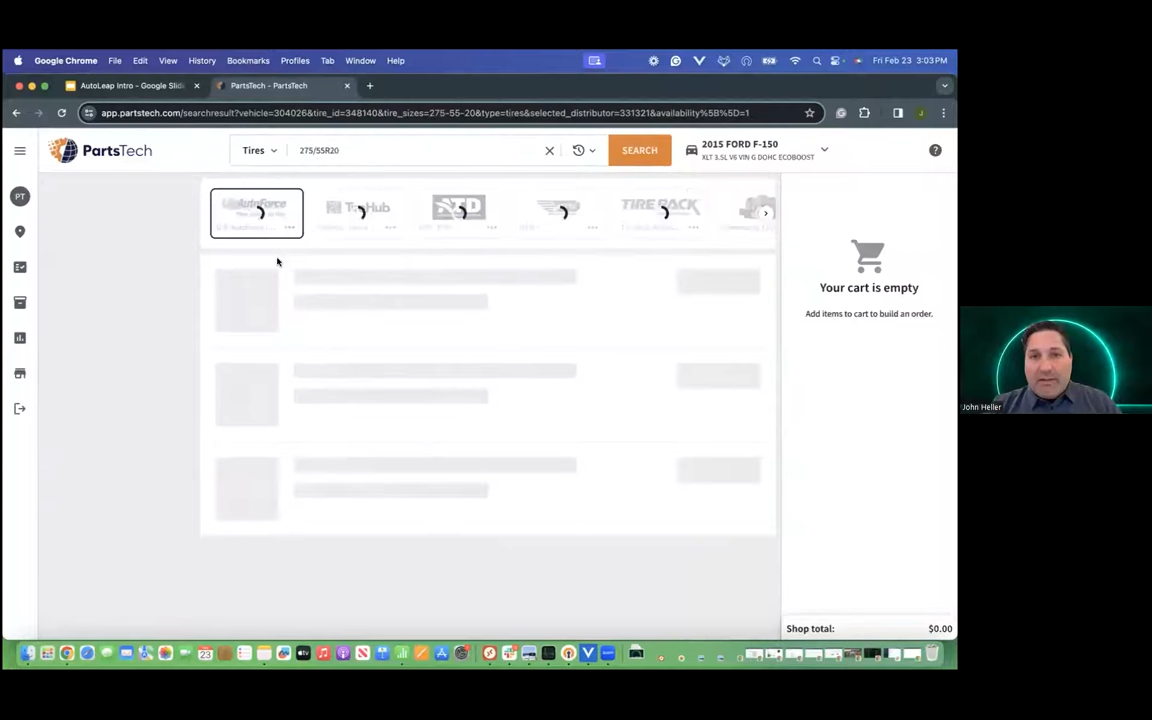 Google Chrome File Edit View History Bookmarks Profiles Tab Window Help Fri Feb 23 3:03 PM
AutoLeap Intro - Google Slid
PartsTech - PartsTech
app.partstech.com/searchresult?vehicle=304026&tire_id=348140&tire_sizes=275-55-20&type=tires&selected_distributor=331321&availability%5B%5D=1
PartsTech
Tires 275/55R20
SEARCH
2015 FORD F-150
XLT 3.5L V6 VIN G DOHC ECOBOOST
PT
NTD
TIRE RACK
Your cart is empty
Add items to cart to build an order.
John Heller
Shop total: $0.00